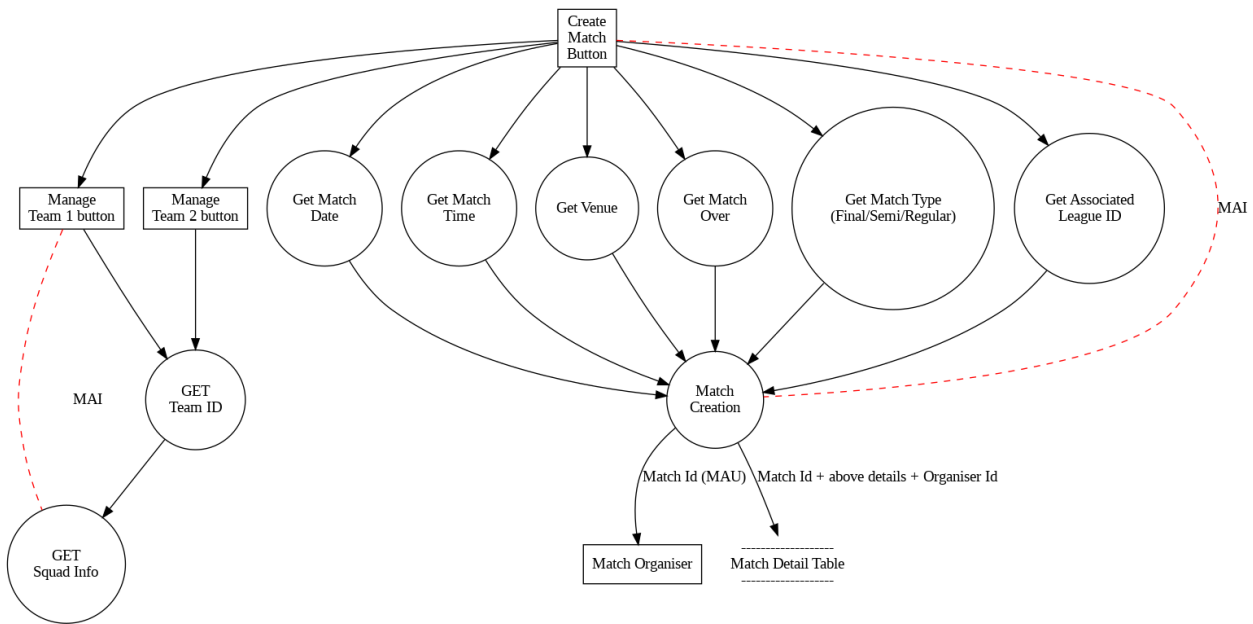 Create
Match
Button
Manage
Team 1 button
Manage
Team 2 button
Get Match
Date
Get Match
Time
Get Venue
Get Match
Over
Get Match Type
(Final/Semi/Regular)
Get Associated
League ID
MAI
MAI
GET
Team ID
Match
Creation
Match Id (MAU)
Match Id + above details + Organiser Id
GET
Squad Info
Match Organiser
-------------------
Match Detail Table
-------------------